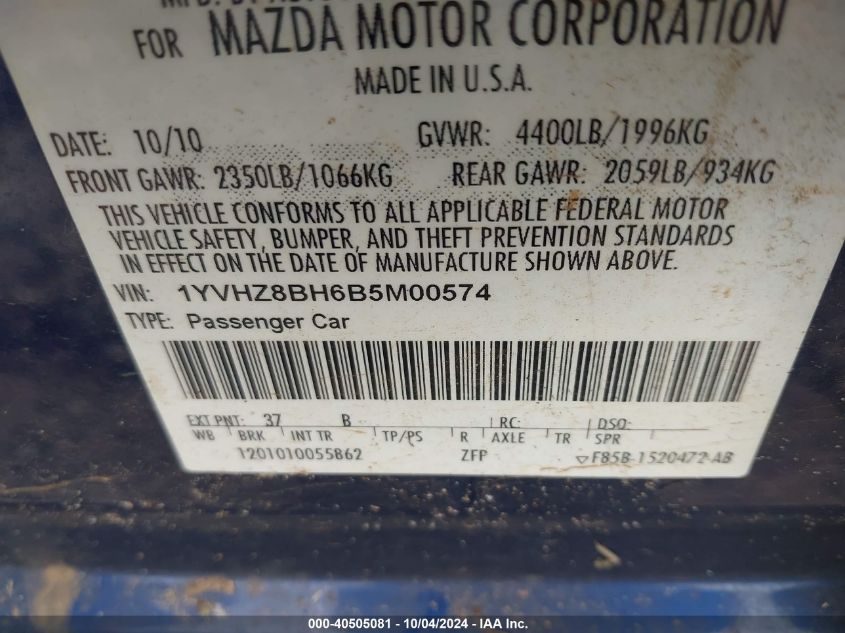 FOR MAZDA MOTOR CORPORATION
MADE IN U.S.A.
DATE: 10/10 GVWR: 4400LB/1996KG
FRONT GAWR: 2350LB/1066KG REAR GAWR: 2059LB/934KG
THIS VEHICLE CONFORMS TO ALL APPLICABLE FEDERAL MOTOR
VEHICLE SAFETY, BUMPER, AND THEFT PREVENTION STANDARDS
IN EFFECT ON THE DATE OF MANUFACTURE SHOWN ABOVE.
VIN: 1YVHZ8BH6B5M00574
TYPE: Passenger Car
EXT PNT: 37 B RC: DSO:
WB BRK INT TR TP/PS R AXLE TR SPR
1201010055862 ZFP ▽F85B-1520472-AB
000-40505081 - 10/04/2024 - IAA Inc.